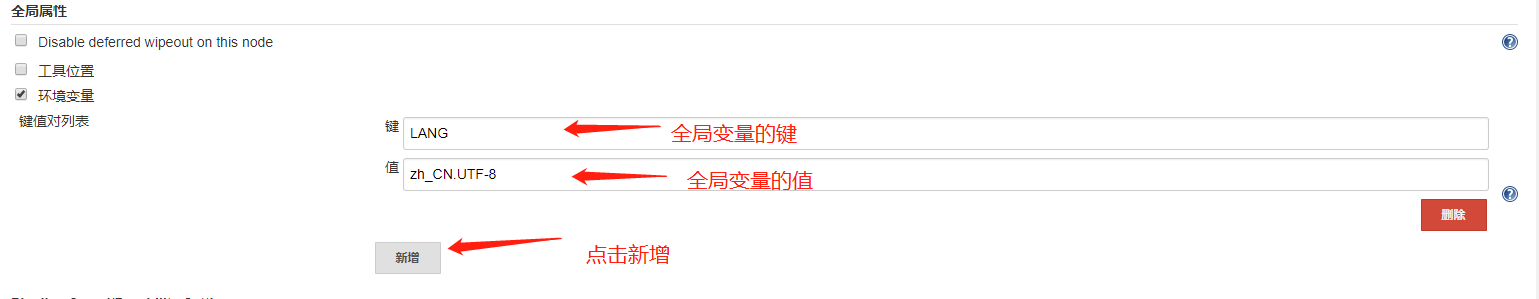 全局属性
Disable deferred wipeout on this node
工具位置
环境变量
键值对列表
键 LANG 全局变量的键
值 zh_CN.UTF-8 全局变量的值
删除
新增 点击新增